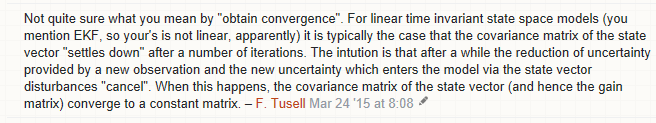 Not quite sure what you mean by "obtain convergence". For linear time invariant state space models (you
mention EKF, so your's is not linear, apparently) it is typically the case that the covariance matrix of the state
vector "settles down" after a number of iterations. The intution is that after a while the reduction of uncertainty
provided by a new observation and the new uncertainty which enters the model via the state vector
disturbances "cancel". When this happens, the covariance matrix of the state vector (and hence the gain
matrix) converge to a constant matrix. – F. Tusell Mar 24 '15 at 8:08